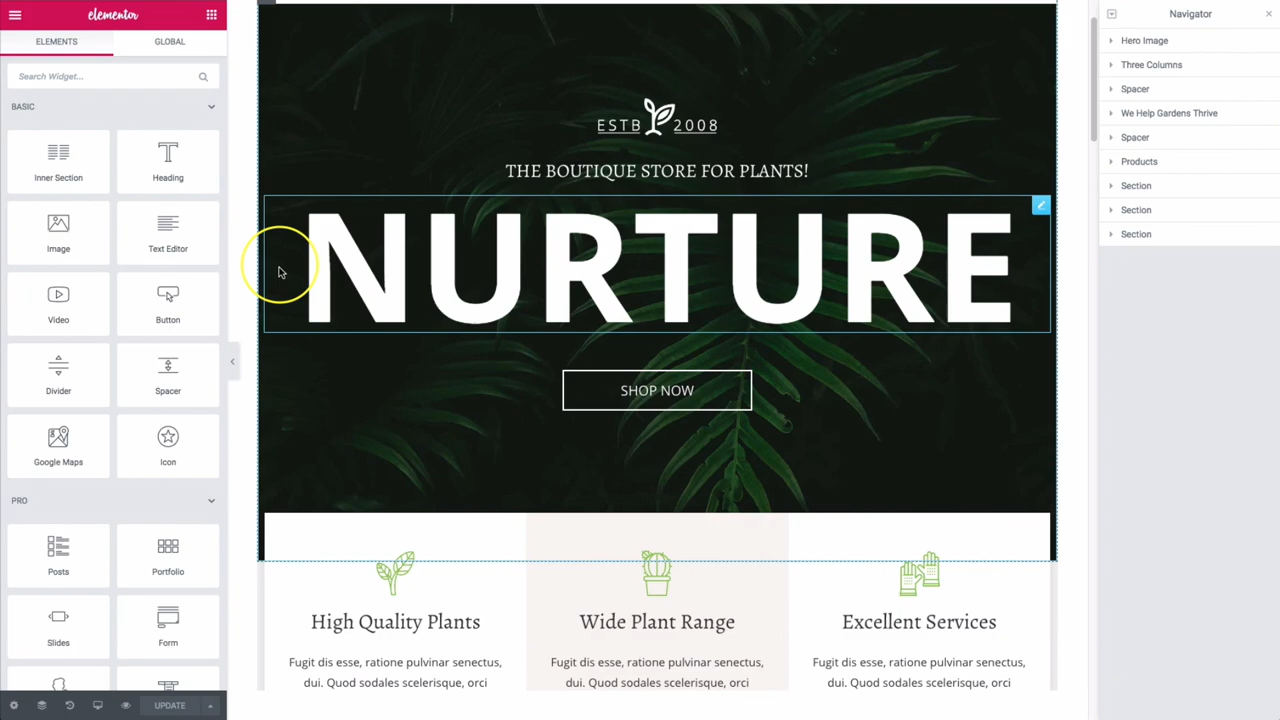 elementor
ELEMENTS
GLOBAL
Search Widget...
BASIC
Inner Section
Heading
Image
Text Editor
Video
Button
Divider
Spacer
Google Maps
Icon
PRO
Posts
Portfolio
Slides
Form
UPDATE
ESTB 2008
THE BOUTIQUE STORE FOR PLANTS!
NURTURE
SHOP NOW
High Quality Plants
Fugit dis esse, ratione pulvinar senectus,
dui. Quod sodales scelerisque, orci
Wide Plant Range
Fugit dis esse, ratione pulvinar senectus,
dui. Quod sodales scelerisque, orci
Excellent Services
Fugit dis esse, ratione pulvinar senectus,
dui. Quod sodales scelerisque, orci
Navigator
Hero Image
Three Columns
Spacer
We Help Gardens Thrive
Spacer
Products
Section
Section
Section